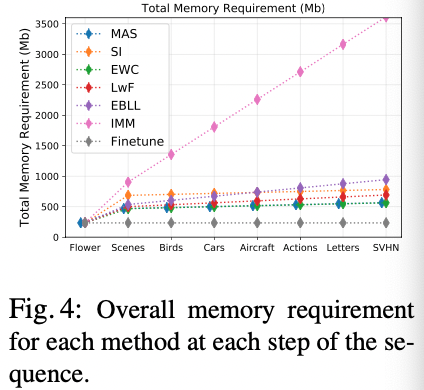 Total Memory Requirement (Mb)
Total Memory Requirement (Mb)
3500
3000
2500
2000
1500
1000
500
0
MAS
SI
EWC
LwF
EBLL
IMM
Finetune
Flower Scenes Birds Cars Aircraft Actions Letters SVHN
Fig. 4: Overall memory requirement
for each method at each step of the se-
quence.